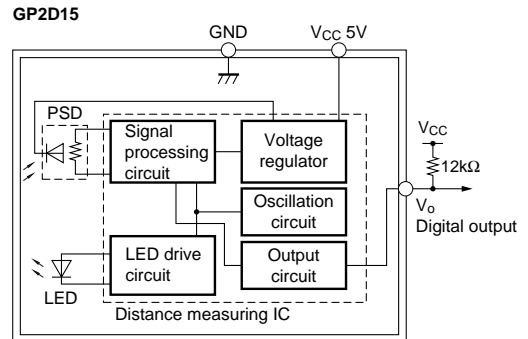 GP2D15
GND
VCC 5V
PSD
Signal
processing
circuit
Voltage
regulator
VCC
12kΩ
Oscillation
circuit
Vo
Digital output
LED drive
circuit
Output
circuit
LED
Distance measuring IC